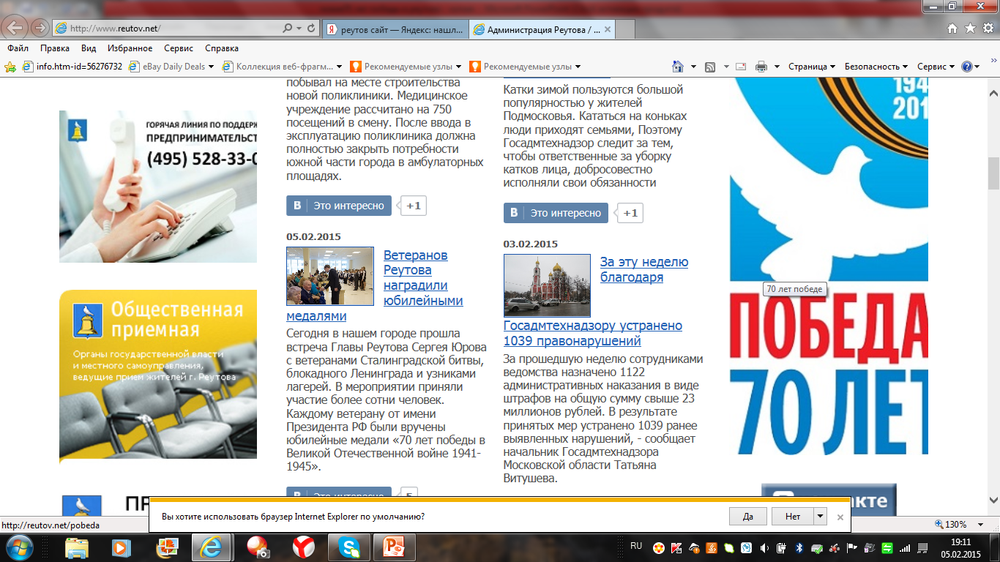 http://www.reutov.net/
реутов сайт — Яндекс: нашл...
Администрация Реутова / ...
Файл Правка Вид Избранное Сервис Справка
info.htm-id=56276732 eBay Daily Deals Коллекция веб-фрагм... Рекомендуемые узлы Рекомендуемые узлы Страница Безопасность Сервис
ГОРЯЧАЯ ЛИНИЯ ПО ПОДДЕР
ПРЕДПРИНИМАТЕЛЬСТ
(495) 528-33-0
Общественная
приемная
Органы государственной власти
и местного самоуправления,
ведущие прием жителей г. Реутова
ПР
побывал на месте строительства
новой поликлиники. Медицинское
учреждение рассчитано на 750
посещений в смену. После ввода в
эксплуатацию поликлиника должна
полностью закрыть потребности
южной части города в амбулаторных
площадях.
В Это интересно +1
05.02.2015
Ветеранов
Реутова
наградили
юбилейными
медалями
Сегодня в нашем городе прошла
встреча Главы Реутова Сергея Юрова
с ветеранами Сталинградской битвы,
блокадного Ленинграда и узниками
лагерей. В мероприятии приняли
участие более сотни человек.
Каждому ветерану от имени
Президента РФ были вручены
юбилейные медали «70 лет победы в
Великой Отечественной войне 1941-
1945».
Это интересно 5
Катки зимой пользуются большой
популярностью у жителей
Подмосковья. Кататься на коньках
люди приходят семьями, Поэтому
Госадмтехнадзор следит за тем,
чтобы ответственные за уборку
катков лица, добросовестно
исполняли свои обязанности
В Это интересно +1
03.02.2015
За эту неделю
благодаря
Госадмтехнадзору устранено
1039 правонарушений
За прошедшую неделю сотрудниками
ведомства назначено 1122
административных наказания в виде
штрафов на общую сумму свыше 23
миллионов рублей. В результате
принятых мер устранено 1039 ранее
выявленных нарушений, - сообщает
начальник Госадмтехнадзора
Московской области Татьяна
Витушева.
194
201
70 лет победе
ПОБЕДА
70 ЛЕТ
кте
Вы хотите использовать браузер Internet Explorer по умолчанию? Да Нет
http://reutov.net/pobeda
130%
RU
19:11
05.02.2015